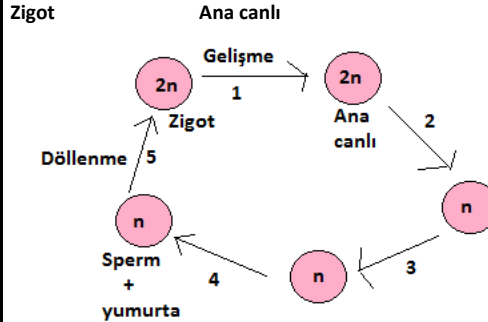 Zigot Ana canlı
Gelişme
2n
1
2n
Zigot
Ana
canlı
2
Döllenme
5
n
n
Sperm
+
yumurta
4
n
3